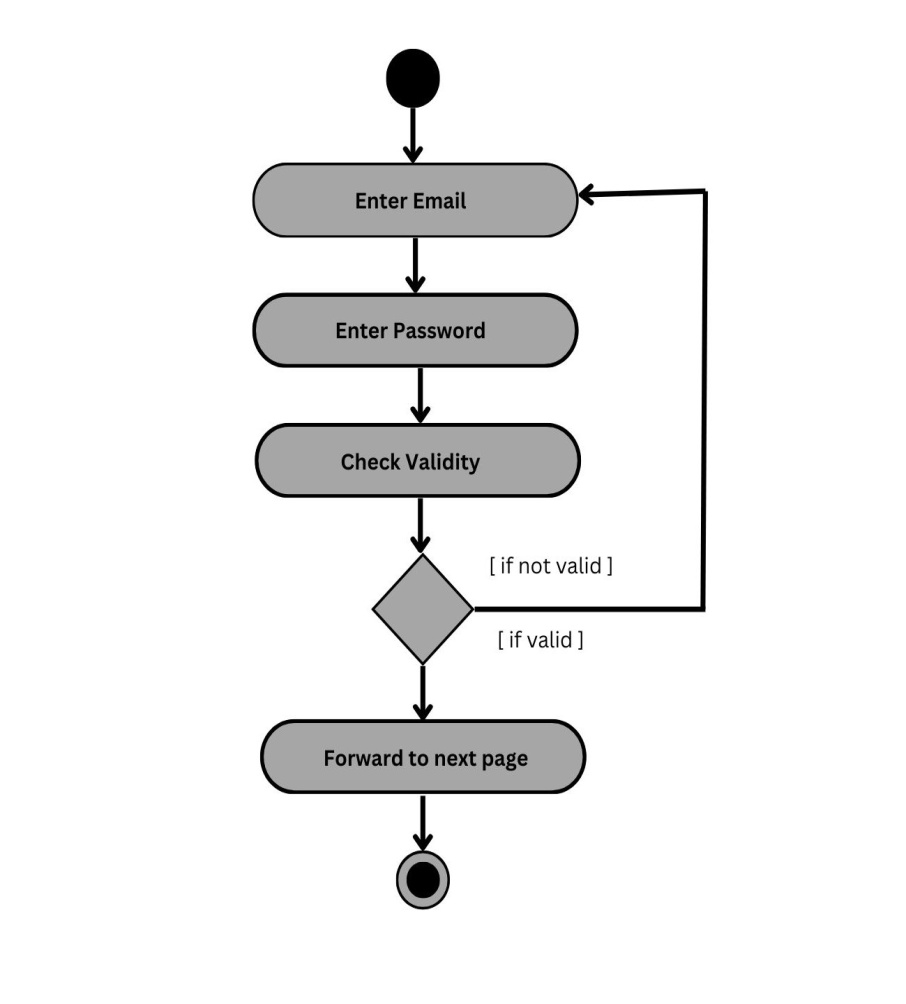 Enter Email
Enter Password
Check Validity
[ if not valid ]
[ if valid ]
Forward to next page